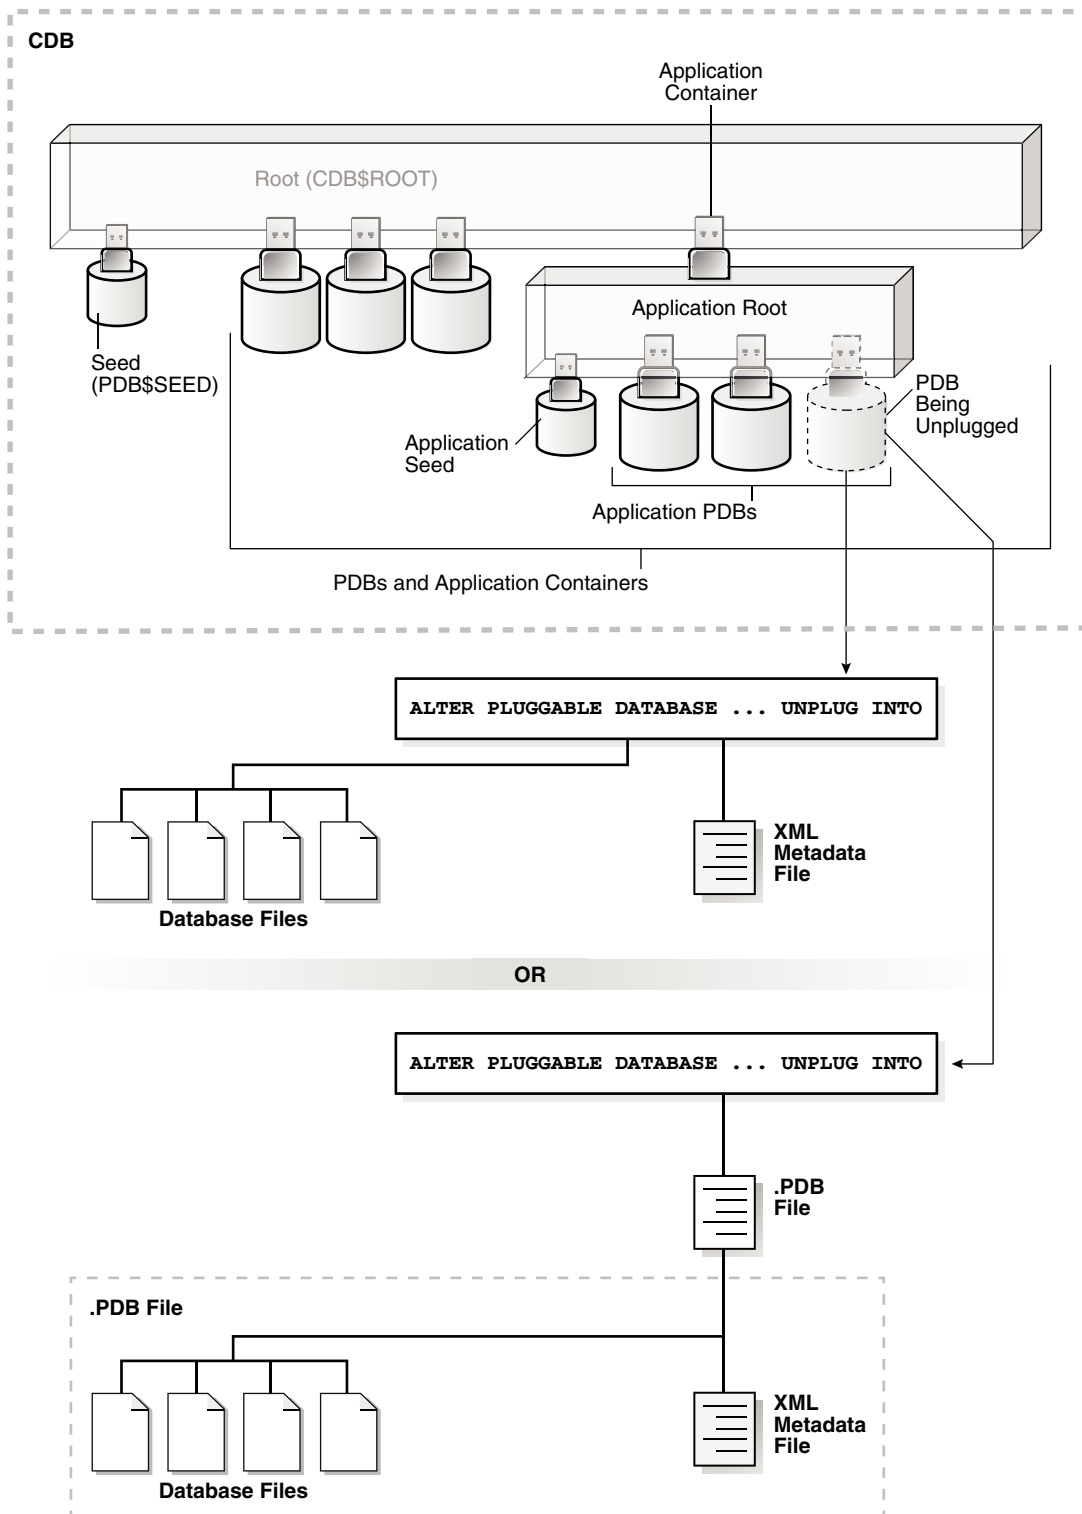 CDB
Application
Container
Root (CDB$ROOT)
Application Root
Seed
(PDB$SEED)
PDB
Being
Unplugged
Application
Seed
Application PDBs
PDBs and Application Containers
ALTER PLUGGABLE DATABASE ... UNPLUG INTO
XML
Metadata
File
Database Files
OR
ALTER PLUGGABLE DATABASE ... UNPLUG INTO
.PDB
File
.PDB File
XML
Metadata
File
Database Files